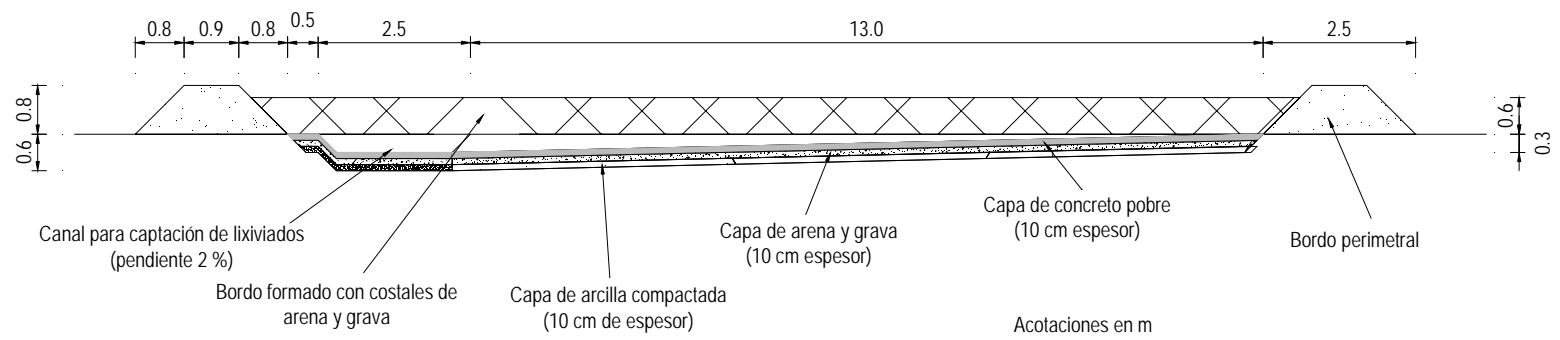 0.8
0.9
0.8
0.5
2.5
13.0
2.5
0.8
0.6
0.6
0.3
Canal para captación de lixiviados
(pendiente 2 %)
Bordo formado con costales de
arena y grava
Capa de arcilla compactada
(10 cm de espesor)
Capa de arena y grava
(10 cm espesor)
Capa de concreto pobre
(10 cm espesor)
Bordo perimetral
Acotaciones en m